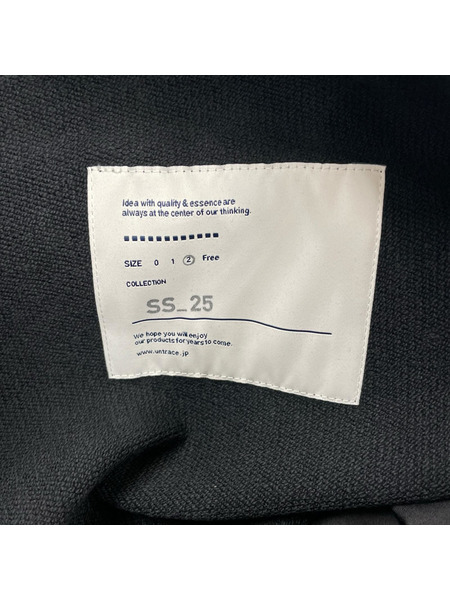 Idea with quality & essence are
always at the center of our thinking.
SIZE 0 1 2 Free
COLLECTION
SS_25
We hope you will enjoy
our products for years to come.
www.untrace.jp